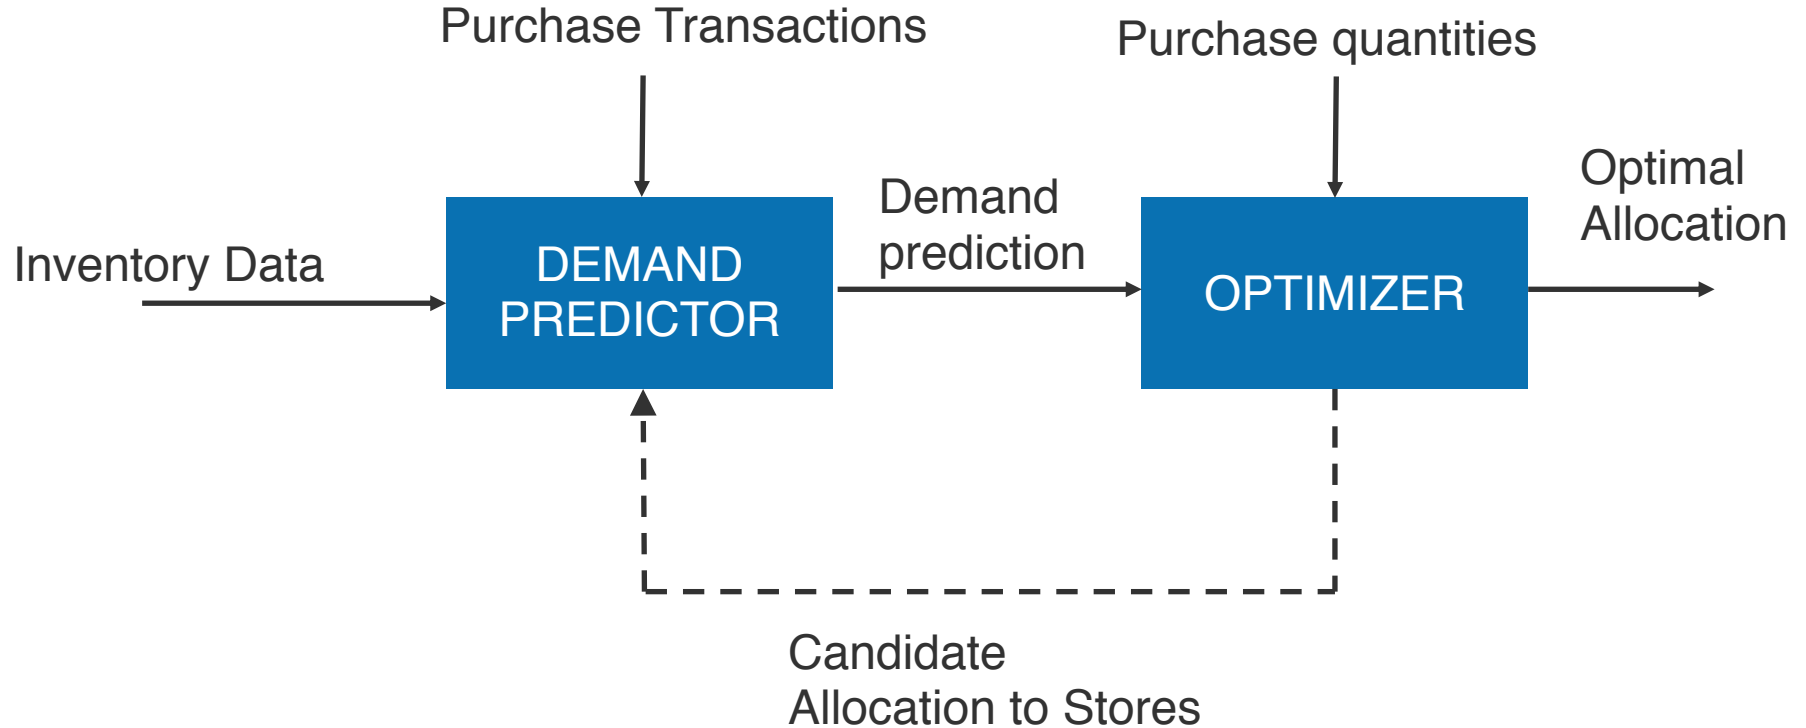 Purchase Transactions
Purchase quantities
Optimal
Allocation
Demand
prediction
Inventory Data
DEMAND
PREDICTOR
OPTIMIZER
Candidate
Allocation to Stores